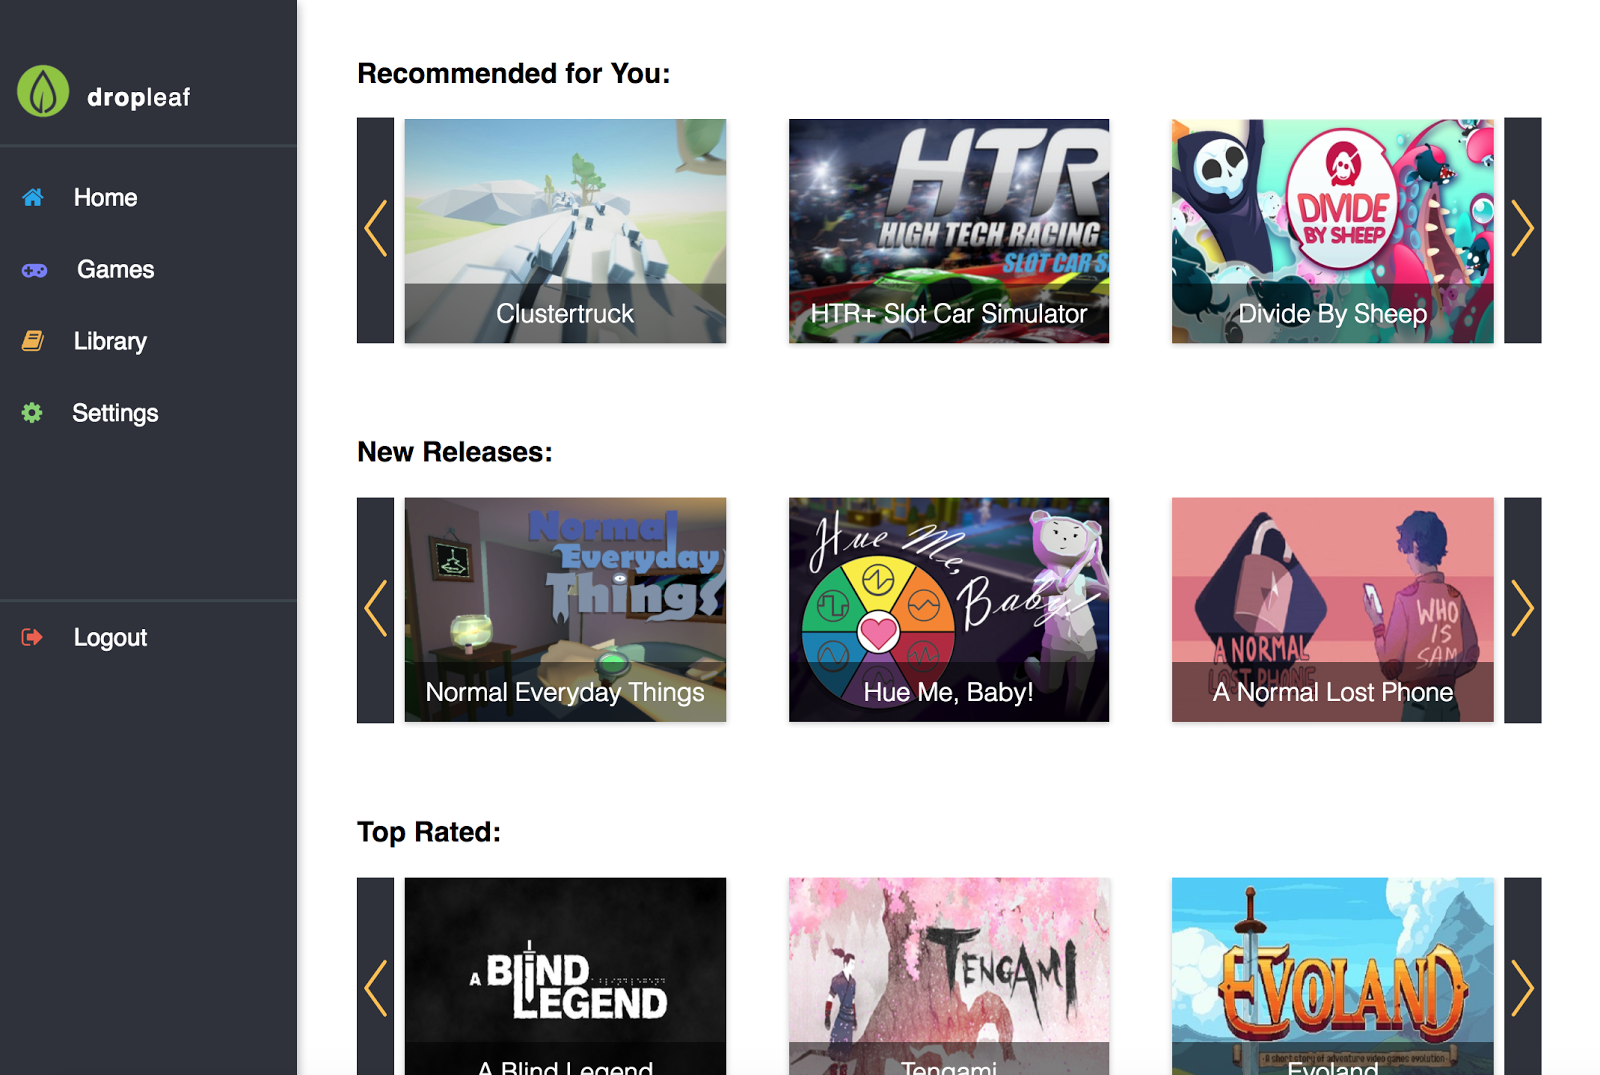 dropleaf
Home
Games
Library
Settings
Logout
Recommended for You:
Clustertruck
HTR
HIGH TECH RACING
SLOT CAR S
HTR+ Slot Car Simulator
DIVIDE
BY SHEEP
Divide By Sheep
New Releases:
Normal
Everyday
Things
Normal Everyday Things
Hue Me,
Baby!
Hue Me, Baby!
A NORMAL
LOST PHONE
WHO
IS
SAM
A Normal Lost Phone
Top Rated:
A BLIND
LEGEND
A Blind Legend
TENGAMI
Tengami
EVOLAND
A short story of adventure video games evolution
Evoland